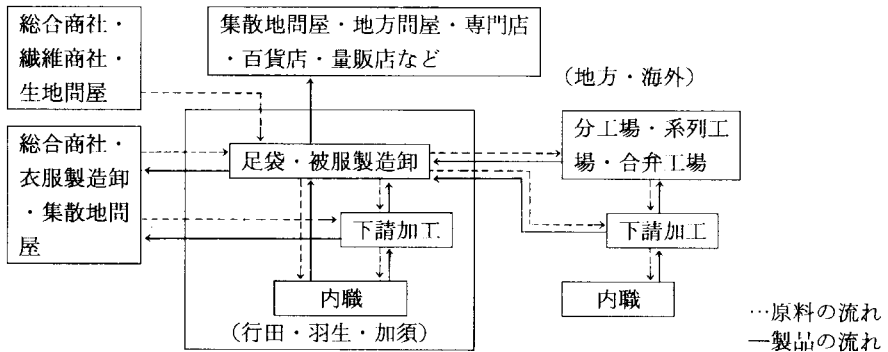 総合商社・
繊維商社・
生地問屋
集散地問屋・地方問屋・専門店
・百貨店・量販店など
(地方・海外)
総合商社・
衣服製造卸
・集散地問
屋
足袋・被服製造卸
分工場・系列工
場・合弁工場
下請加工
下請加工
内職
内職
(行田・羽生・加須)
…原料の流れ
―製品の流れ